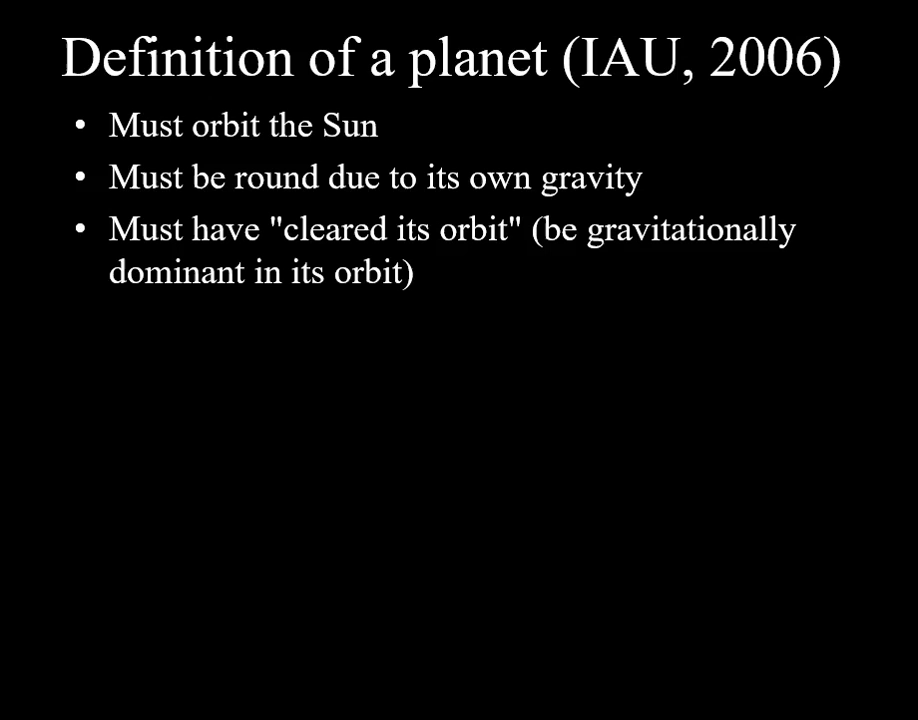 Definition of a planet (IAU, 2006)
• Must orbit the Sun
• Must be round due to its own gravity
• Must have "cleared its orbit" (be gravitationally
dominant in its orbit)